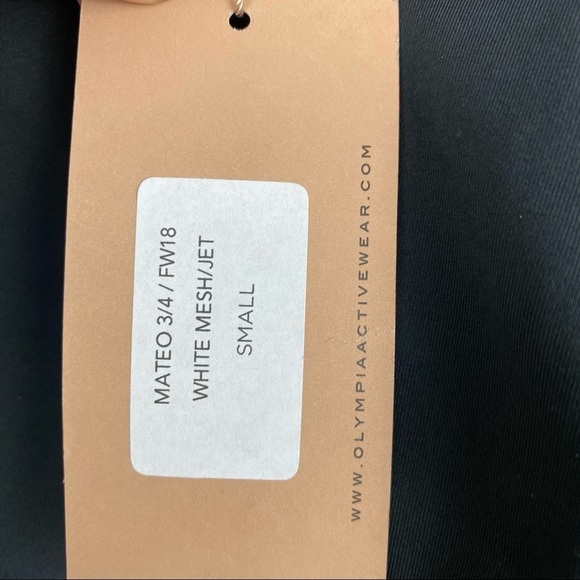 MATEO 3/4 / FW18
WHITE MESH/JET
SMALL
WWW.OLYMPIAACTIVEWEAR.COM